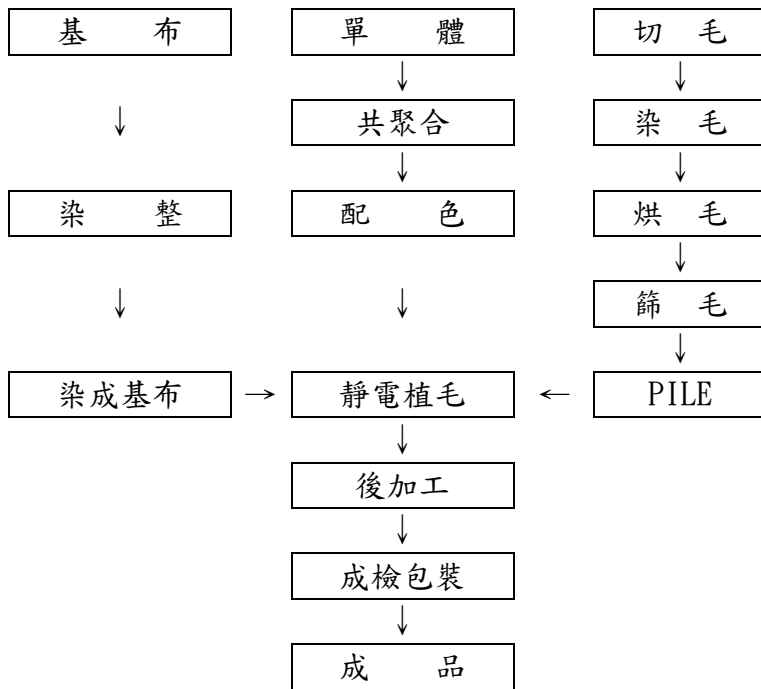 基 布 單 體 切 毛
↓
↓ 共聚合 染 毛
↓
染 整 配 色 烘 毛
↓
↓ ↓ 篩 毛
↓
染成基布 → 靜電植毛 ← PILE
↓
後加工
↓
成檢包裝
↓
成 品